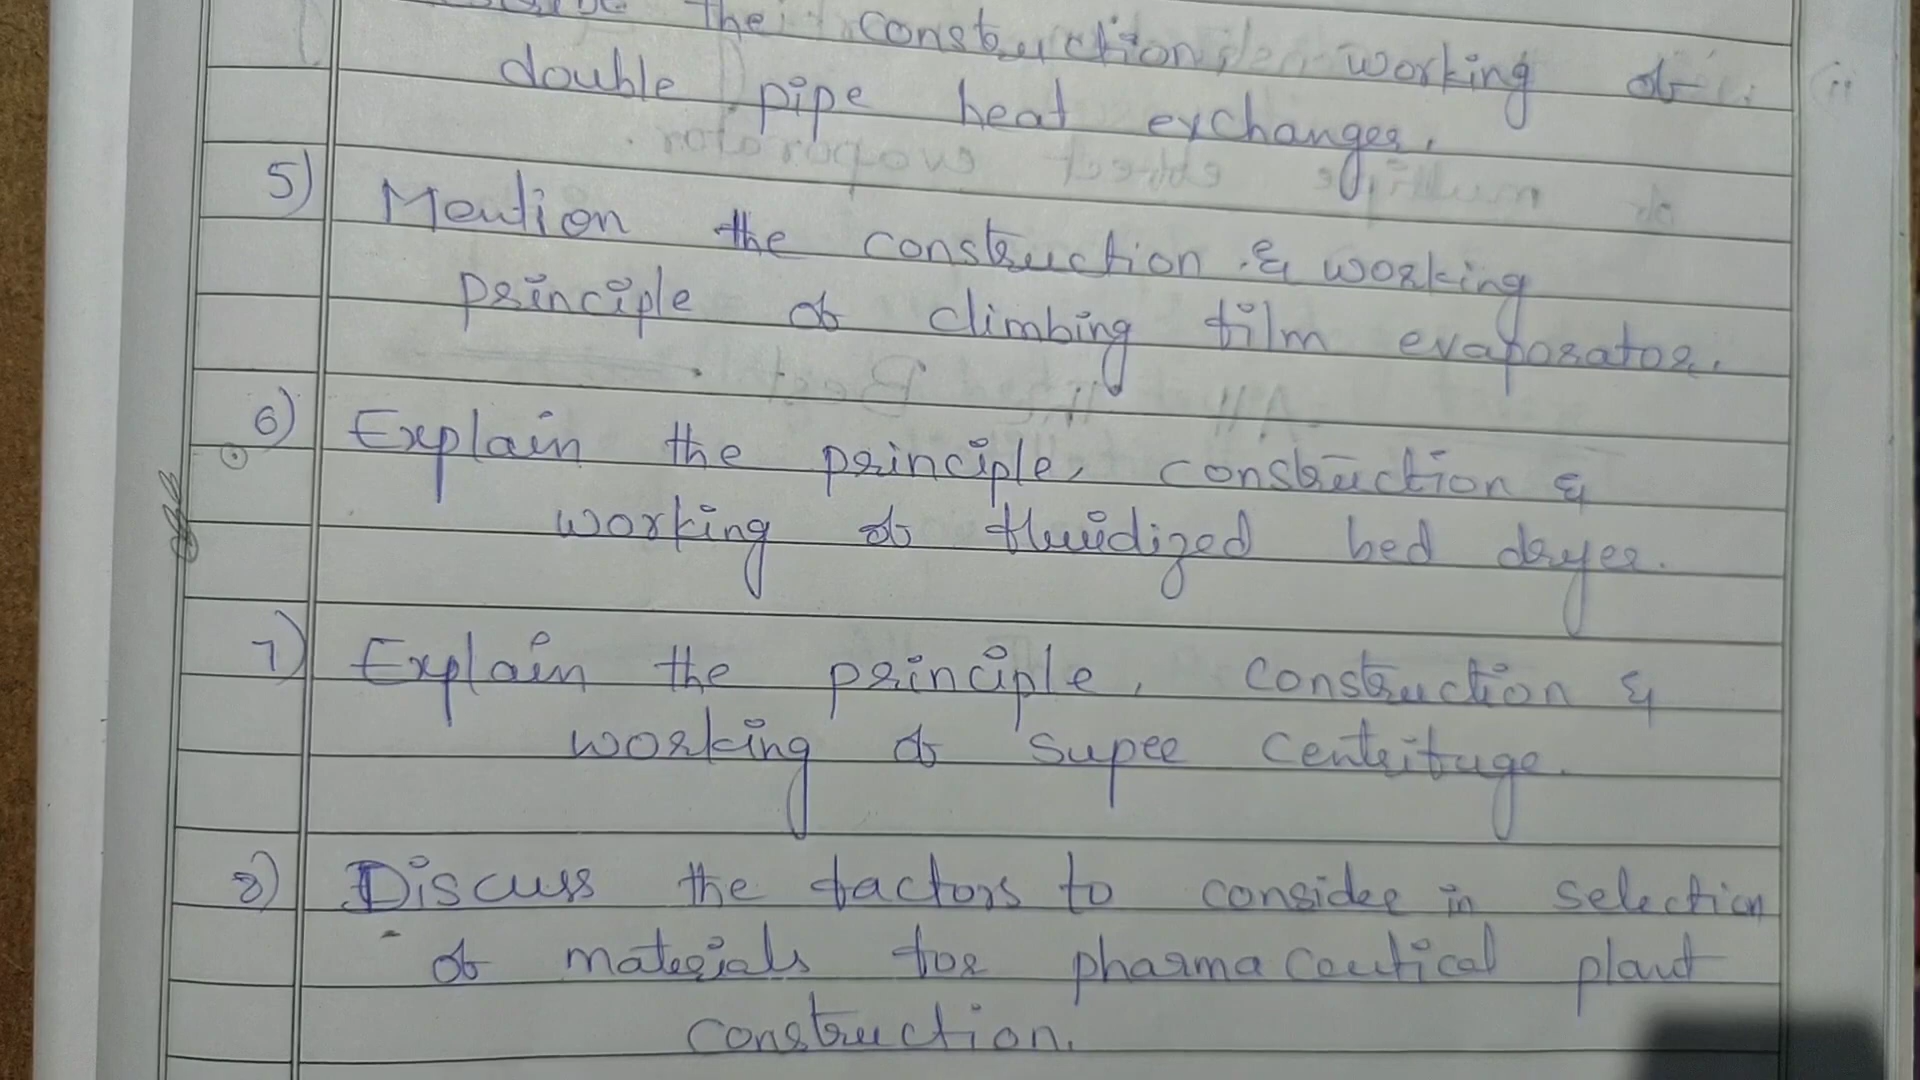 the construction working of
double pipe heat exchanger.
5) Mention the construction & working
principle of climbing film evaporator.
6) Explain the principle, construction &
working of fluidized bed dryer.
7) Explain the principle, construction &
working of super centrifuge.
8) Discuss the factors to consider in selection
of materials for pharmaceutical plant
construction.